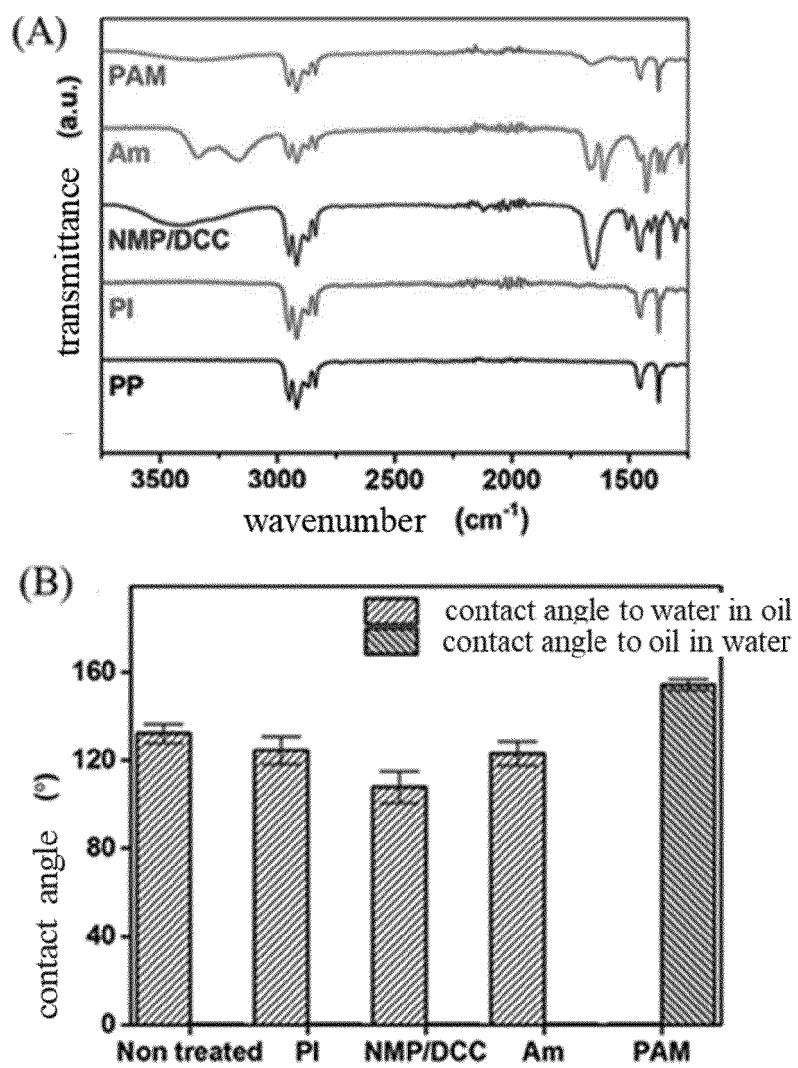 (A)
PAM
Am
NMP/DCC
PI
PP
transmittance (a.u.)
3500 3000 2500 2000 1500
wavenumber (cm-1)
(B)
contact angle to water in oil
contact angle to oil in water
160
120
80
40
0
contact angle (°)
Non treated PI NMP/DCC Am PAM